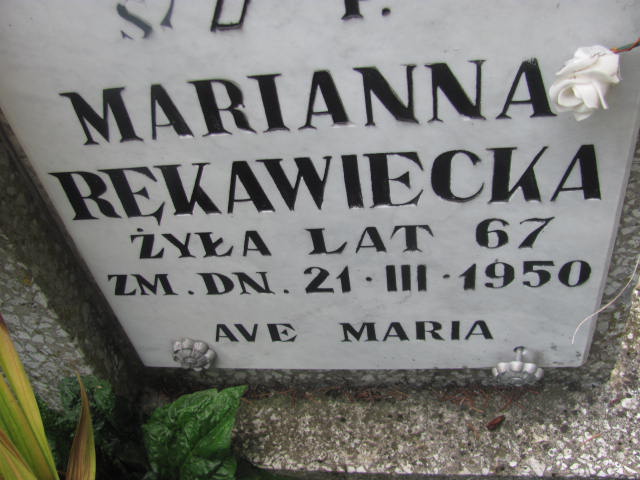 Ś P.
MARIANNA
RĘKAWIECKA
ŻYŁA LAT 67
ZM. DN. 21·III·1950
AVE MARIA